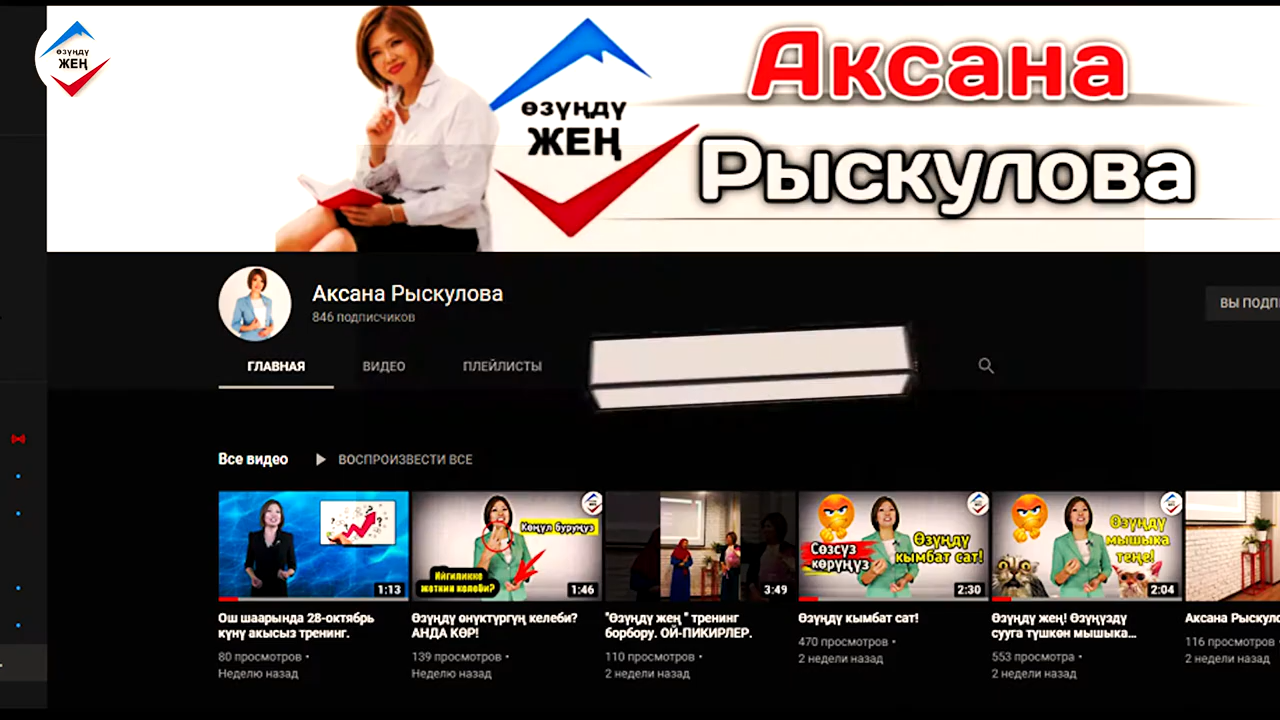 өзүңдү
ЖЕҢ
Аксана
өзүңдү
ЖЕҢ
Рыскулова
Аксана Рыскулова
846 подписчиков
ВЫ ПОДП
ГЛАВНАЯ
ВИДЕО
ПЛЕЙЛИСТЫ
Все видео
ВОСПРОИЗВЕСТИ ВСЕ
1:13
Көңүл буруңуз
Ийгиликке
жеткиң келеби?
1:46
3:49
Сөзсүз
көрүңүз
Өзүңдү
кымбат сат!
2:30
Өзүңдү
мышыка
теңе!
2:04
Ош шаарында 28-октябрь
күнү акысыз тренинг.
80 просмотров •
Неделю назад
Өзүңдү өнүктүргүң келеби?
АНДА КӨР!
139 просмотров •
Неделю назад
"Өзүңдү жең " тренинг
борбору. ОЙ-ПИКИРЛЕР.
110 просмотров •
2 недели назад
Өзүңдү кымбат сат!
470 просмотров •
2 недели назад
Өзүңдү жең! Өзүңүздү
сууга түшкөн мышыка...
553 просмотра •
2 недели назад
Аксана Рыскуло
116 просмотров •
2 недели назад